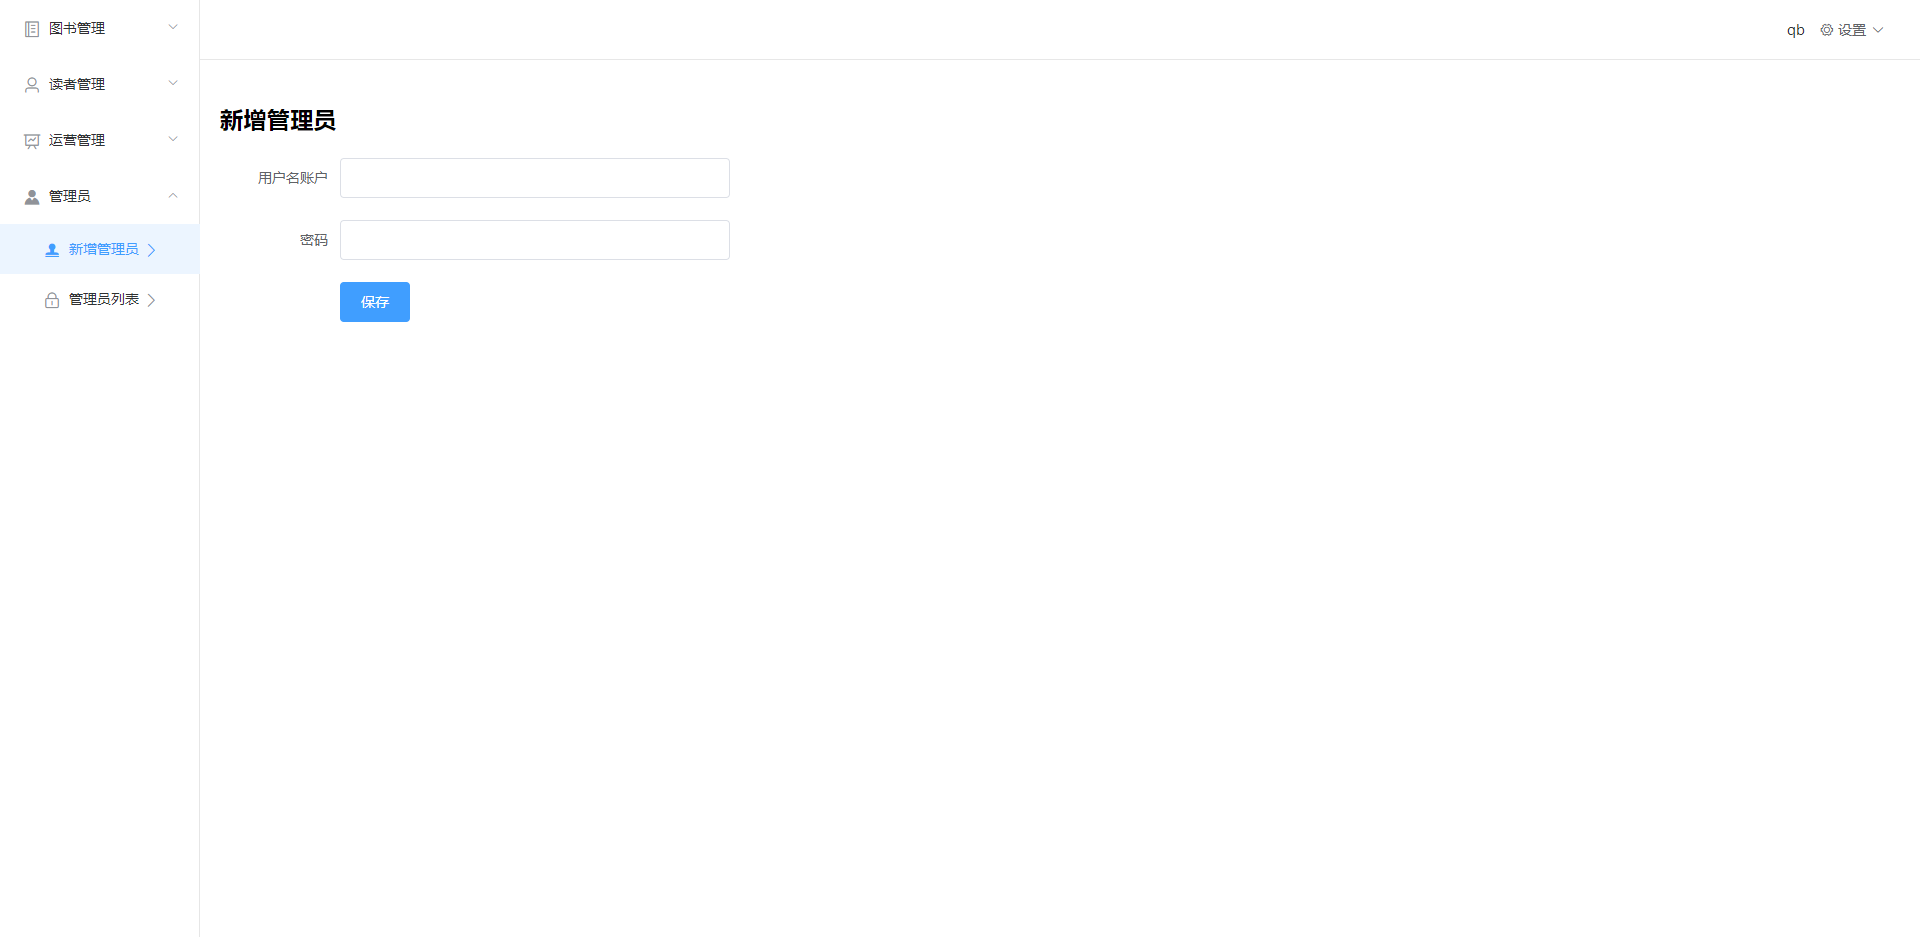 图书管理
读者管理
运营管理
管理员
新增管理员
管理员列表
qb 设置
新增管理员
用户名账户
密码
保存